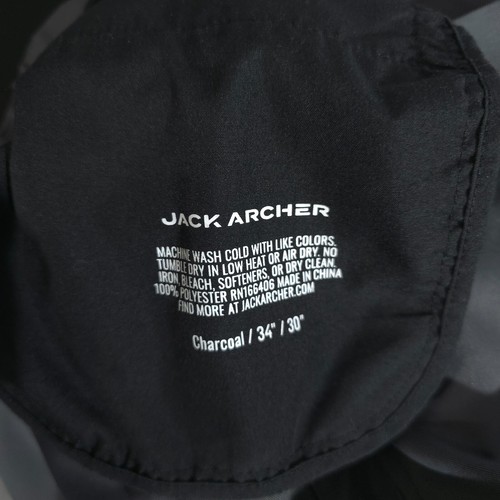 JACK ARCHER
MACHINE WASH COLD WITH LIKE COLORS.
TUMBLE DRY IN LOW HEAT OR AIR DRY. NO
IRON, BLEACH, SOFTENERS, OR DRY CLEAN.
100% POLYESTER RN166406 MADE IN CHINA
FIND MORE AT JACKARCHER.COM
Charcoal / 34" / 30"